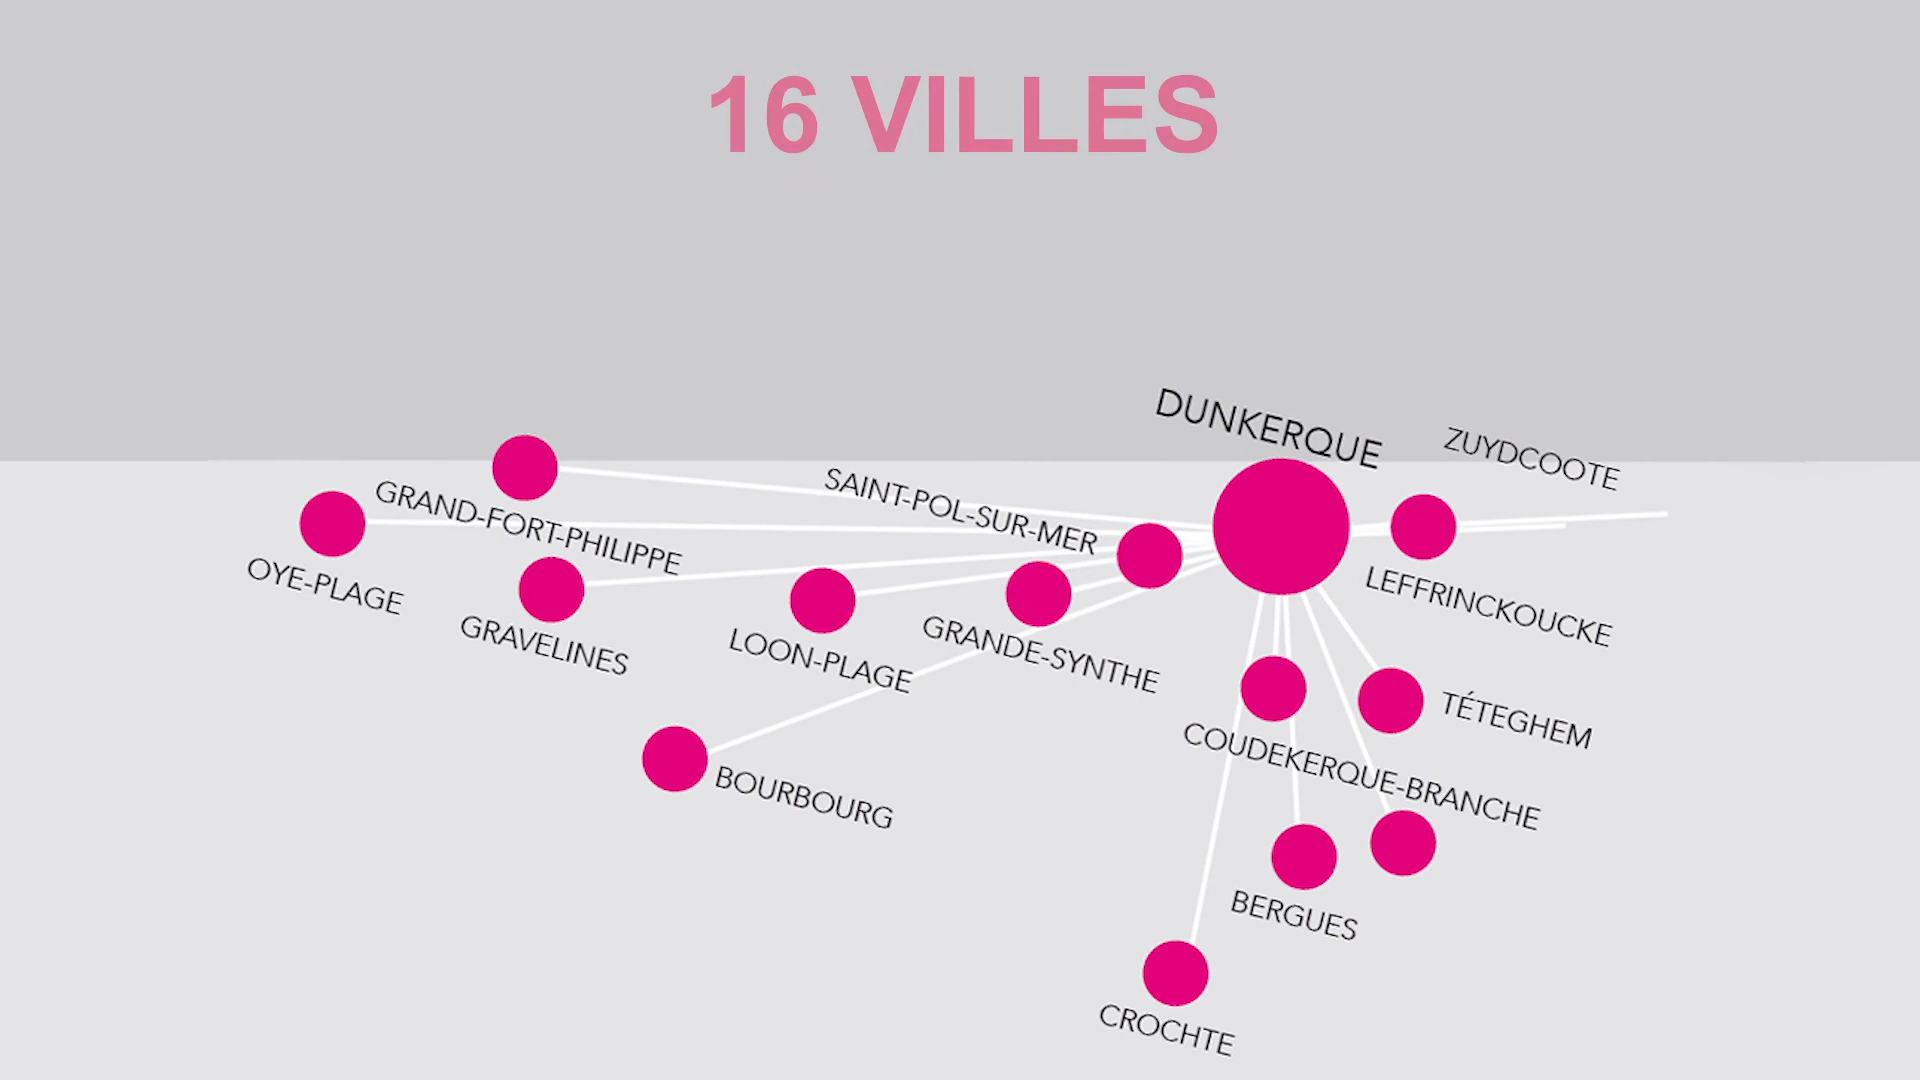 16 VILLES
DUNKERQUE
ZUYDCOOTE
SAINT-POL-SUR-MER
GRAND-FORT-PHILIPPE
OYE-PLAGE
LEFFRINCKOUCKE
GRAVELINES
LOON-PLAGE
GRANDE-SYNTHE
TÉTEGHEM
COUDEKERQUE-BRANCHE
BOURBOURG
BERGUES
CROCHTE